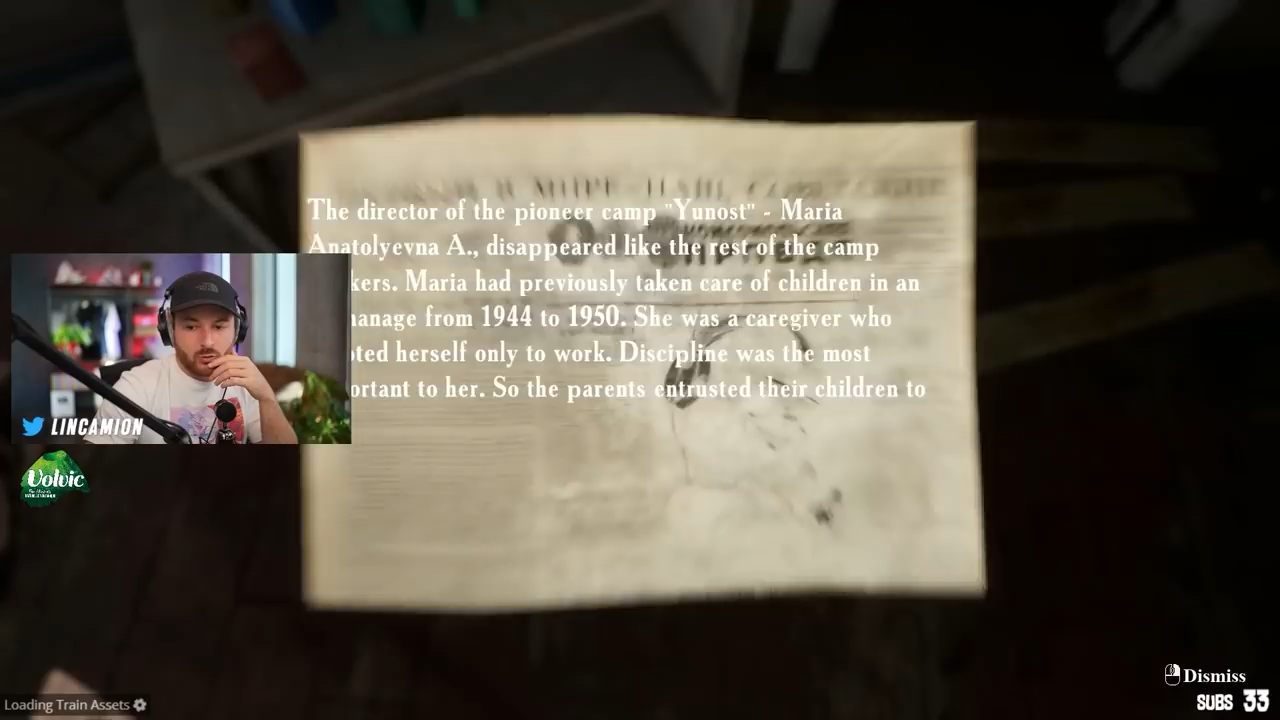 The director of the pioneer camp "Yunost" - Maria
Anatolyevna A., disappeared like the rest of the camp
kers. Maria had previously taken care of children in an
anage from 1944 to 1950. She was a caregiver who
ted herself only to work. Discipline was the most
ortant to her. So the parents entrusted their children to
LINCAMION
Volvic
Dismiss
Loading Train Assets
SUBS 33